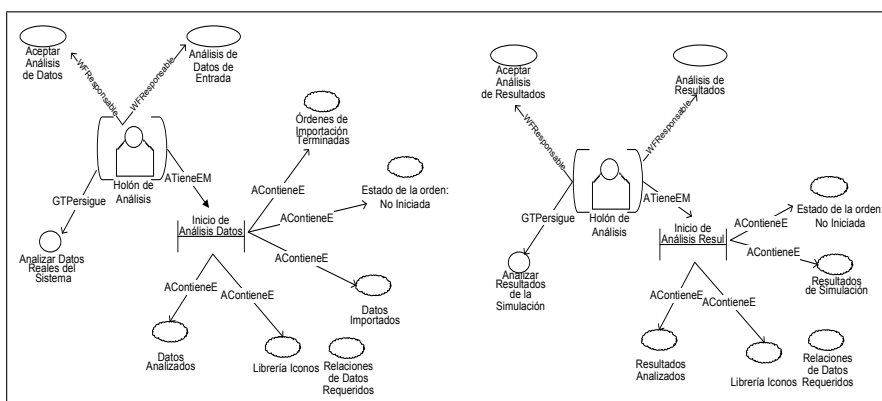 Aceptar
Análisis
de Datos
Análisis de
Datos de
Entrada
WFResponsable
WFResponsable
Órdenes de
Importación
Terminadas
Holón de
Análisis
ATieneEM
GTPersigue
AContieneE
Estado de la orden:
No Iniciada
AContieneE
Inicio de
Análisis Datos
Analizar Datos
Reales del
Sistema
AContieneE
AContieneE
AContieneE
Datos
Importados
Datos
Analizados
Librería Iconos
Relaciones
de Datos
Requeridos
Aceptar
Análisis
de Resultados
Análisis de
Resultados
WFResponsable
WFResponsable
Holón de
Análisis
ATieneEM
GTPersigue
AContieneE
Estado de la orden:
No Iniciada
Inicio de
Análisis Resul
AContieneE
Analizar
Resultados
de la
Simulación
Resultados
de Simulación
AContieneE
AContieneE
Resultados
Analizados
Librería Iconos
Relaciones
de Datos
Requeridos